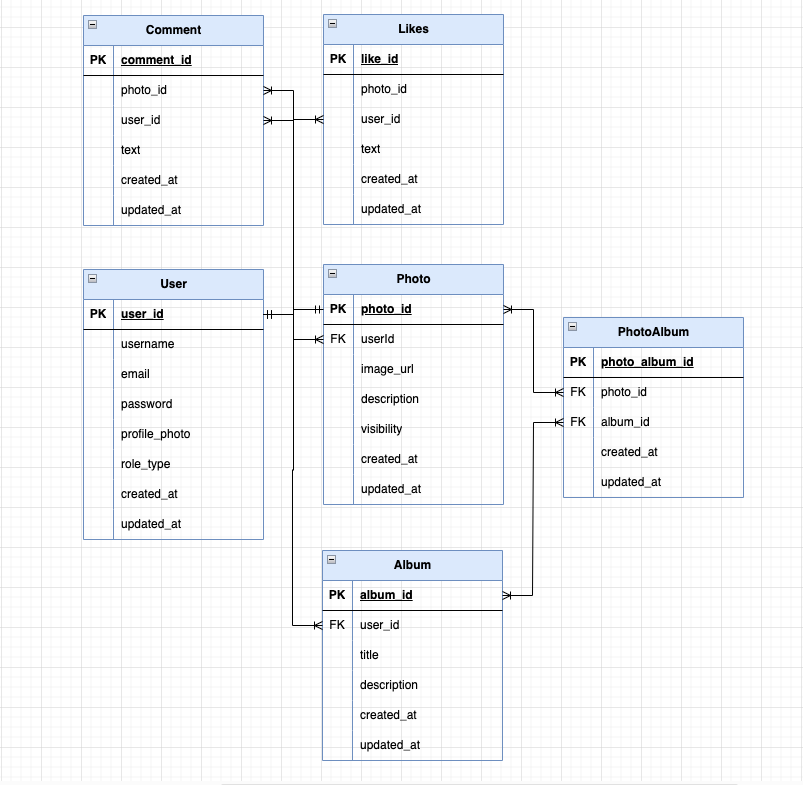 Comment
PK comment_id
photo_id
user_id
text
created_at
updated_at
Likes
PK like_id
photo_id
user_id
text
created_at
updated_at
User
PK user_id
username
email
password
profile_photo
role_type
created_at
updated_at
Photo
PK photo_id
FK userId
image_url
description
visibility
created_at
updated_at
PhotoAlbum
PK photo_album_id
FK photo_id
FK album_id
created_at
updated_at
Album
PK album_id
FK user_id
title
description
created_at
updated_at